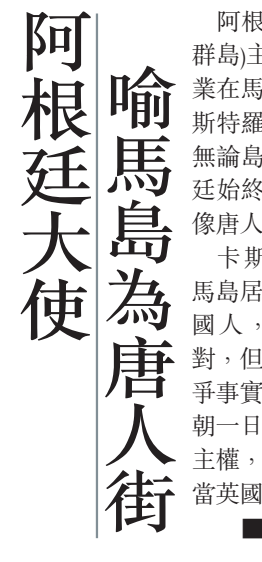 阿根廷大使
喻馬島為唐人街
阿根
群島)主
業在馬
斯特羅
無論島
廷始終
像唐人
卡斯
馬島居
國人，
對，但
爭事實
朝一日
主權，
當英國
■